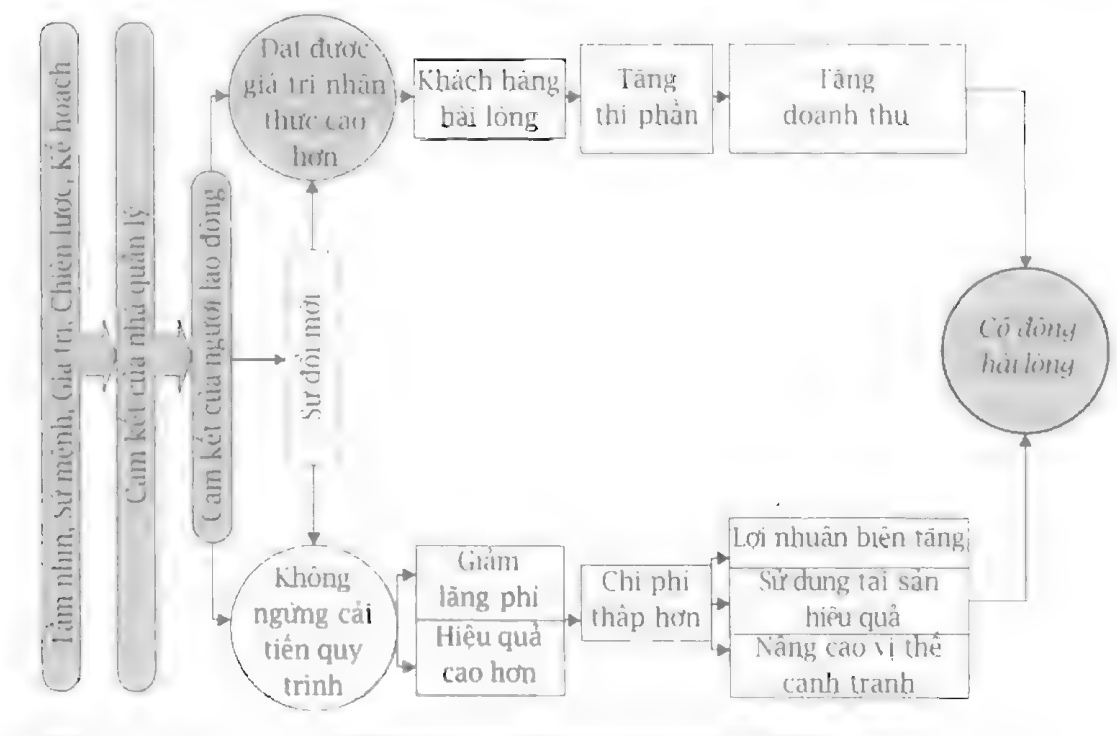 Tầm nhìn, Sứ mệnh, Giá trị, Chiến lược, Kế hoạch
Cam kết của nhà quản lý
Cam kết của người lao động
Sự đổi mới
Đạt được
giá trị nhận
thức cao
hơn
Khách hàng
hài lòng
Tăng
thị phần
Tăng
doanh thu
Cổ đông
hài lòng
Không
ngừng cải
tiến quy
trình
Giảm
lãng phí
Hiệu quả
cao hơn
Chi phí
thấp hơn
Lợi nhuận biên tăng
Sử dụng tài sản
hiệu quả
Nâng cao vị thế
cạnh tranh